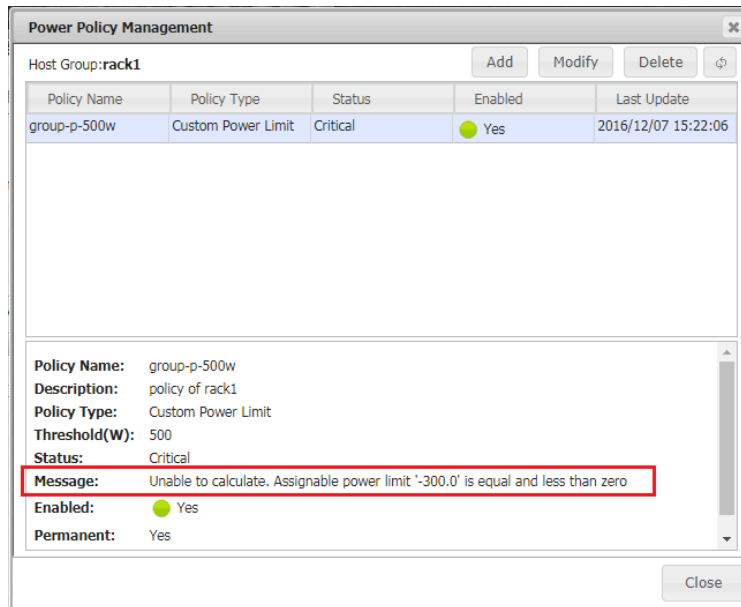 Power Policy Management
Host Group:rack1 Add Modify Delete
Policy Name Policy Type Status Enabled Last Update
group-p-500w Custom Power Limit Critical Yes 2016/12/07 15:22:06
Policy Name: group-p-500w
Description: policy of rack1
Policy Type: Custom Power Limit
Threshold(W): 500
Status: Critical
Message: Unable to calculate. Assignable power limit '-300.0' is equal and less than zero
Enabled: Yes
Permanent: Yes
Close